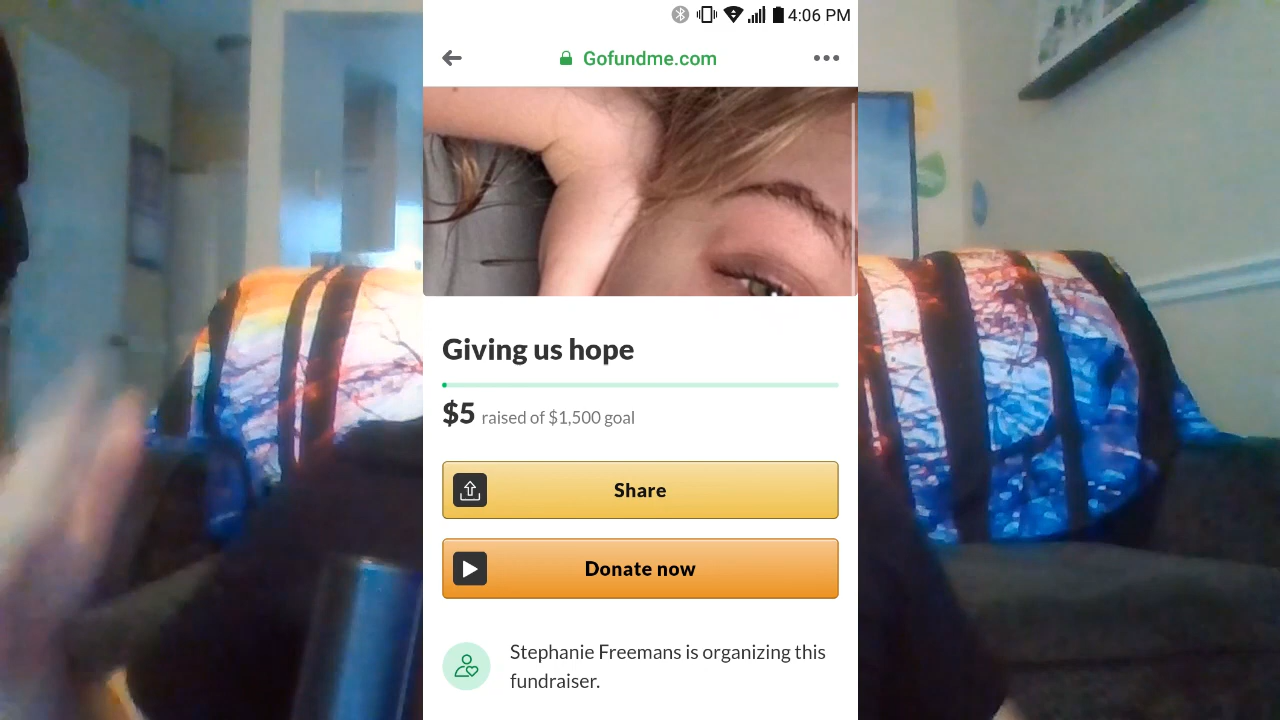 4:06 PM
Gofundme.com
Giving us hope
$5 raised of $1,500 goal
Share
Donate now
Stephanie Freemans is organizing this
fundraiser.